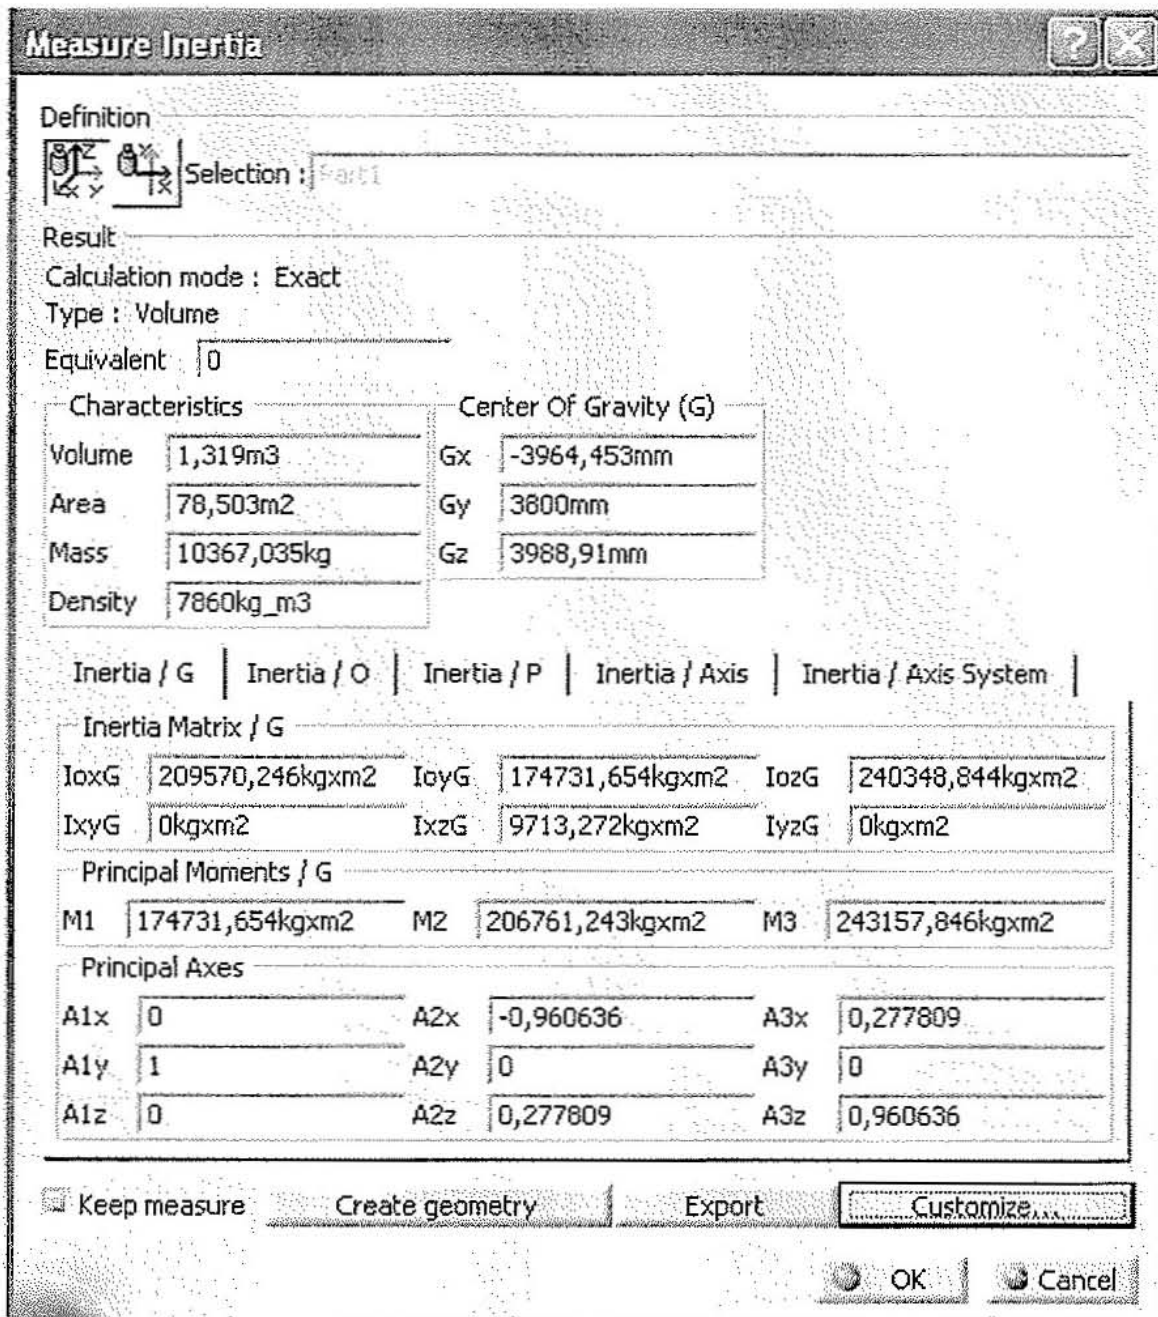 Measure Inertia
Definition
Selection : Part1
Result
Calculation mode : Exact
Type : Volume
Equivalent 0
Characteristics Center Of Gravity (G)
Volume 1,319m3 Gx -3964,453mm
Area 78,503m2 Gy 3800mm
Mass 10367,035kg Gz 3988,91mm
Density 7860kg_m3
Inertia / G Inertia / O Inertia / P Inertia / Axis Inertia / Axis System
Inertia Matrix / G
IoxG 209570,246kgxm2 IoyG 174731,654kgxm2 IozG 240348,844kgxm2
IxyG 0kgxm2 IxzG 9713,272kgxm2 IyzG 0kgxm2
Principal Moments / G
M1 174731,654kgxm2 M2 206761,243kgxm2 M3 243157,846kgxm2
Principal Axes
A1x 0 A2x -0,960636 A3x 0,277809
A1y 1 A2y 0 A3y 0
A1z 0 A2z 0,277809 A3z 0,960636
Keep measure Create geometry Export Customize...
OK Cancel